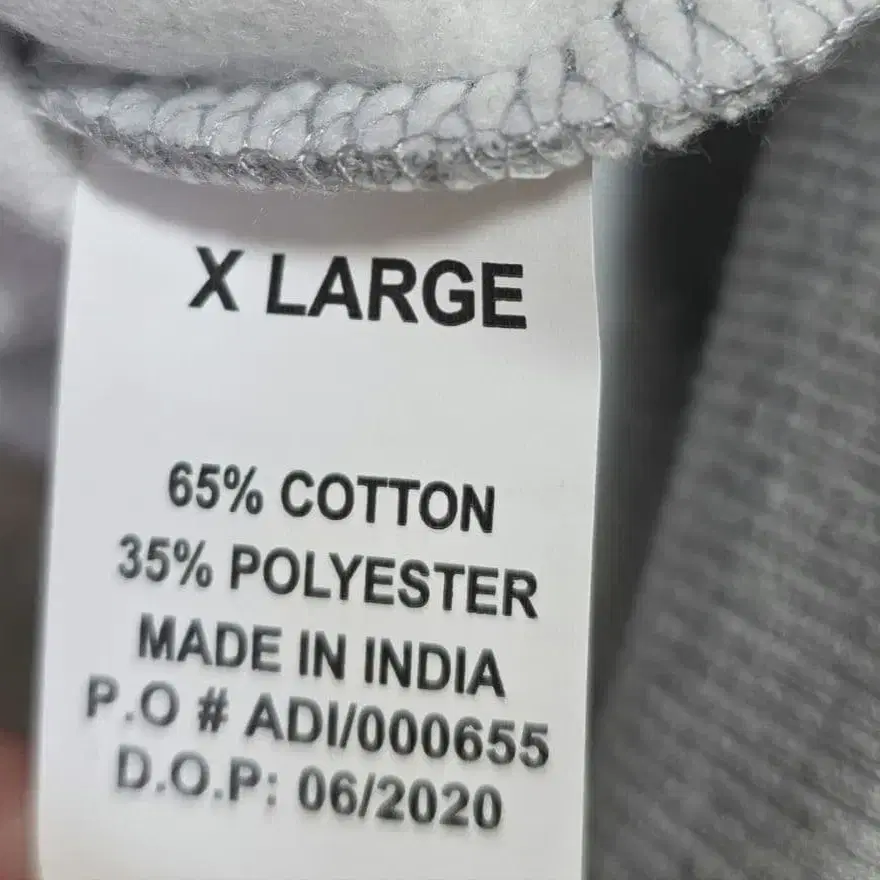 X LARGE
65% COTTON
35% POLYESTER
MADE IN INDIA
P.O # ADI/000655
D.O.P: 06/2020